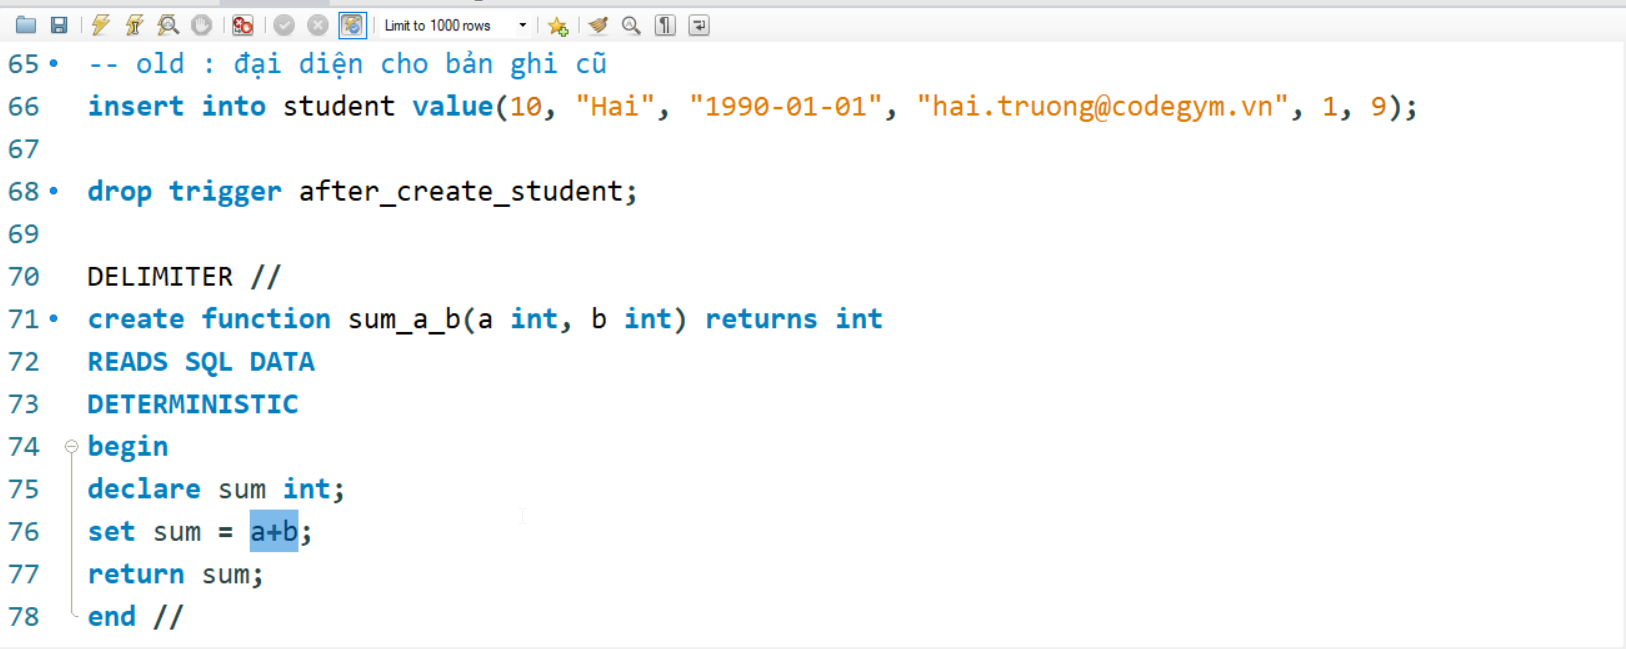 Limit to 1000 rows
65 -- old : đại diện cho bản ghi cũ
66 insert into student value(10, "Hai", "1990-01-01", "hai.truong@codegym.vn", 1, 9);
67
68 drop trigger after_create_student;
69
70 DELIMITER //
71 create function sum_a_b(a int, b int) returns int
72 READS SQL DATA
73 DETERMINISTIC
74 begin
75 declare sum int;
76 set sum = a+b;
77 return sum;
78 end //